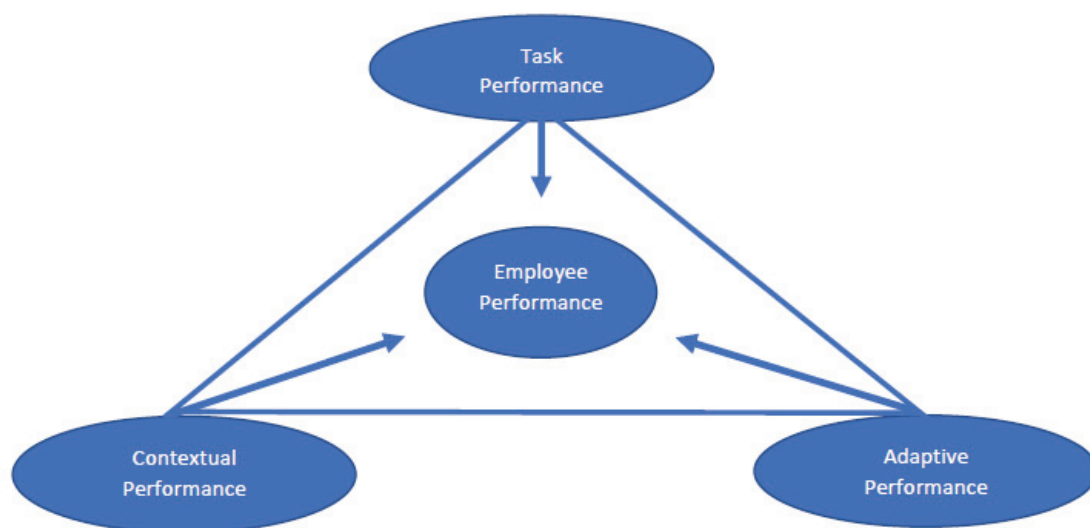 Task
Performance
Employee
Performance
Contextual
Performance
Adaptive
Performance